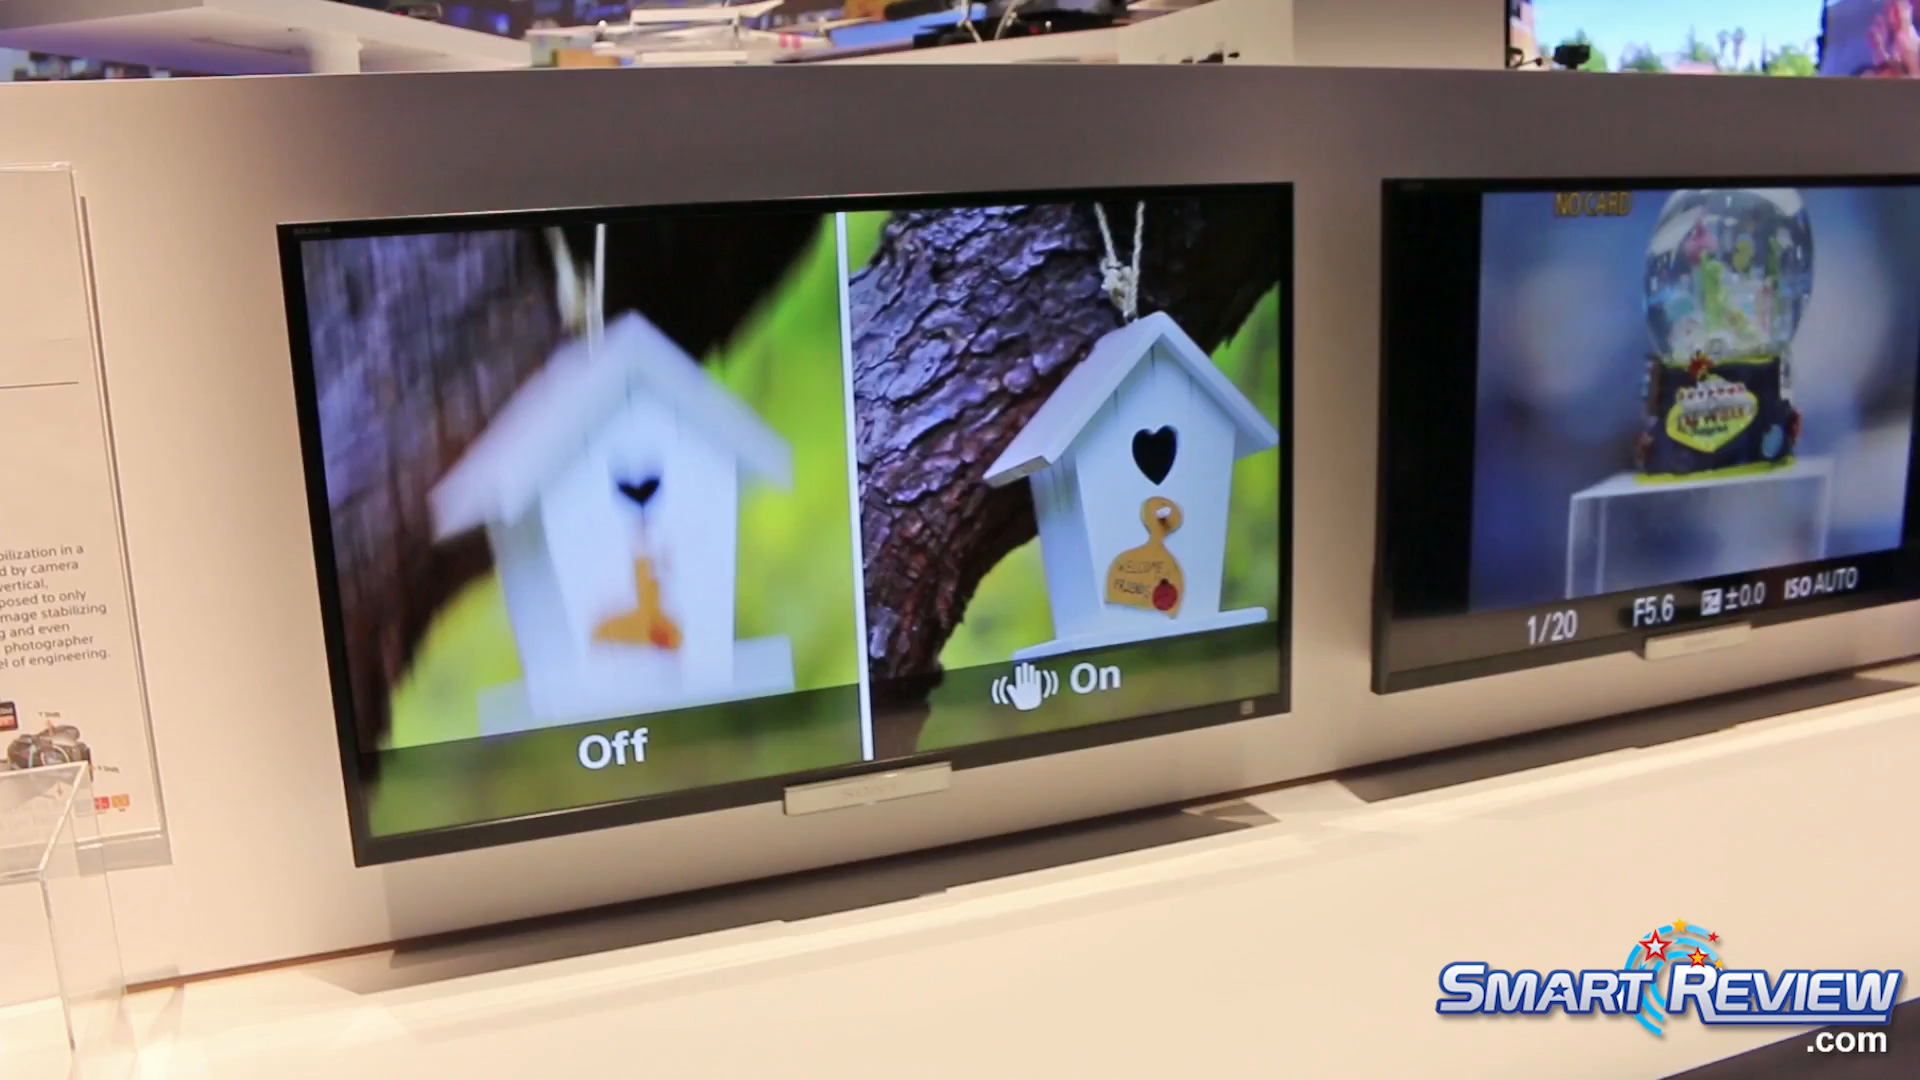 bilization in a
d by camera
vertical,
posed to only
mage stabilizing
g and even
photographer
el of engineering.
Off
On
WELCOME
FRIENDS
SONY
NO CARD
1/20 F5.6 ±0.0 ISO AUTO
SMART REVIEW
.com